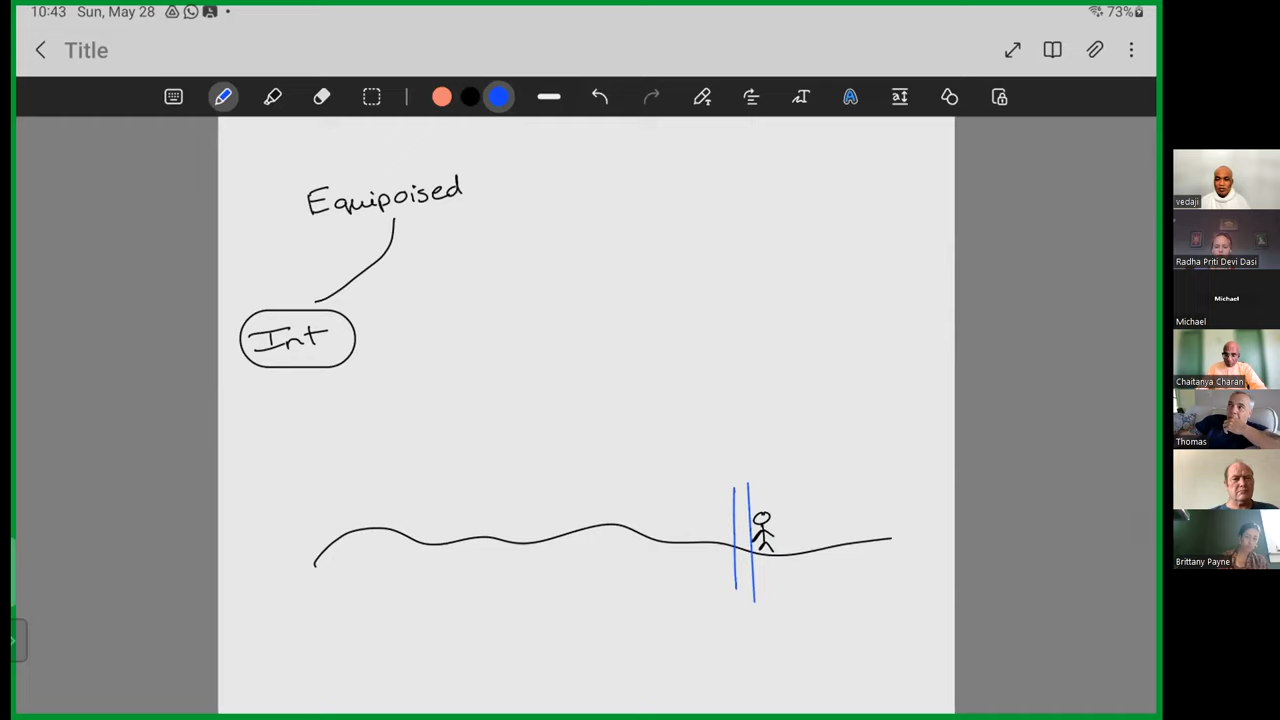 10:43 Sun, May 28
73%
Title
Equipoised
Int
vedaji
Radha Priti Devi Dasi
Michael
Michael
Chaitanya Charan
Thomas
Brittany Payne